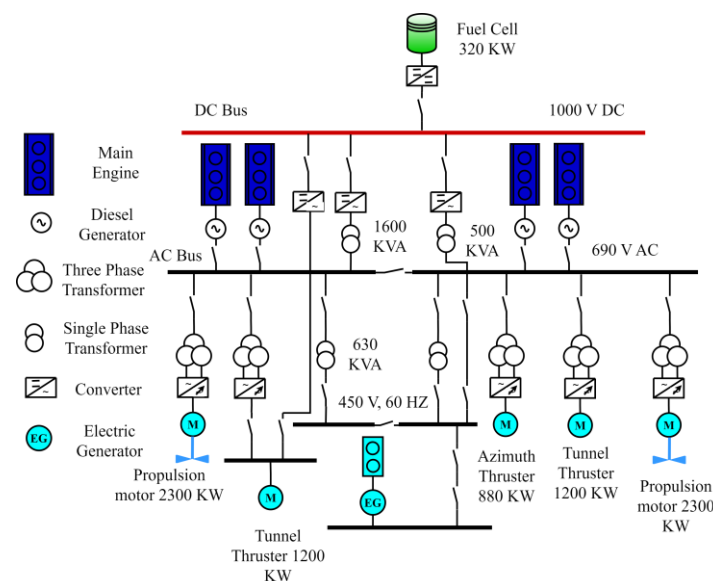 Fuel Cell
320 KW
DC Bus
1000 V DC
Main
Engine
Diesel
Generator
Three Phase
Transformer
Single Phase
Transformer
Converter
EG
Electric
Generator
1600
KVA
500
KVA
AC Bus
690 V AC
630
KVA
450 V, 60 HZ
M
Propulsion
motor 2300 KW
M
Tunnel
Thruster 1200
KW
EG
M
Azimuth
Thruster
880 KW
M
Tunnel
Thruster
1200 KW
M
Propulsion
motor 2300
KW